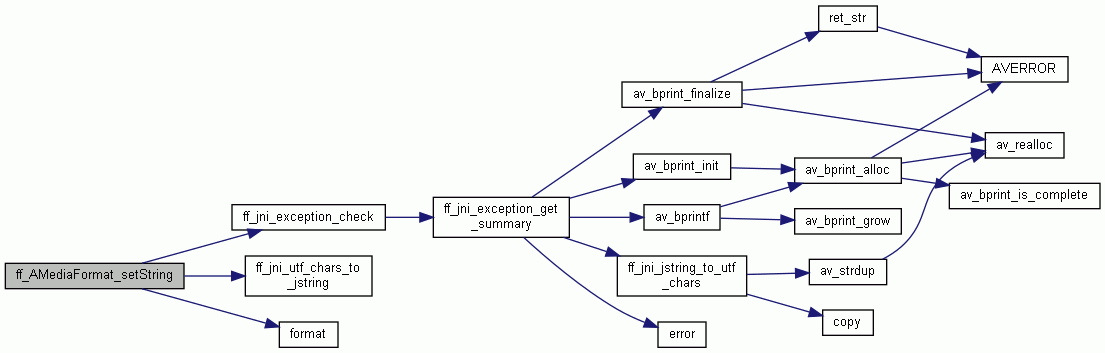 ret_str
AVERROR
av_bprint_finalize
av_realloc
av_bprint_init
av_bprint_alloc
av_bprint_is_complete
ff_jni_exception_check
ff_jni_exception_get
_summary
av_bprintf
av_bprint_grow
ff_AMediaFormat_setString
ff_jni_utf_chars_to
_jstring
ff_jni_jstring_to_utf
_chars
av_strdup
format
error
copy